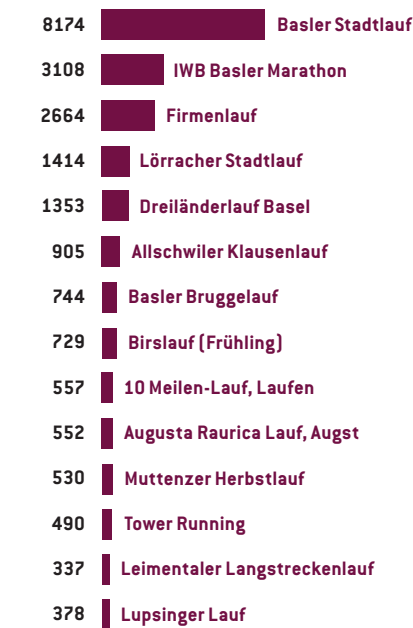 8174 Basler Stadtlauf
3108 IWB Basler Marathon
2664 Firmenlauf
1414 Lörracher Stadtlauf
1353 Dreiländerlauf Basel
905 Allschwiler Klausenlauf
744 Basler Bruggelauf
729 Birslauf (Frühling)
557 10 Meilen-Lauf, Laufen
552 Augusta Raurica Lauf, Augst
530 Muttenzer Herbstlauf
490 Tower Running
337 Leimentaler Langstreckenlauf
378 Lupsinger Lauf